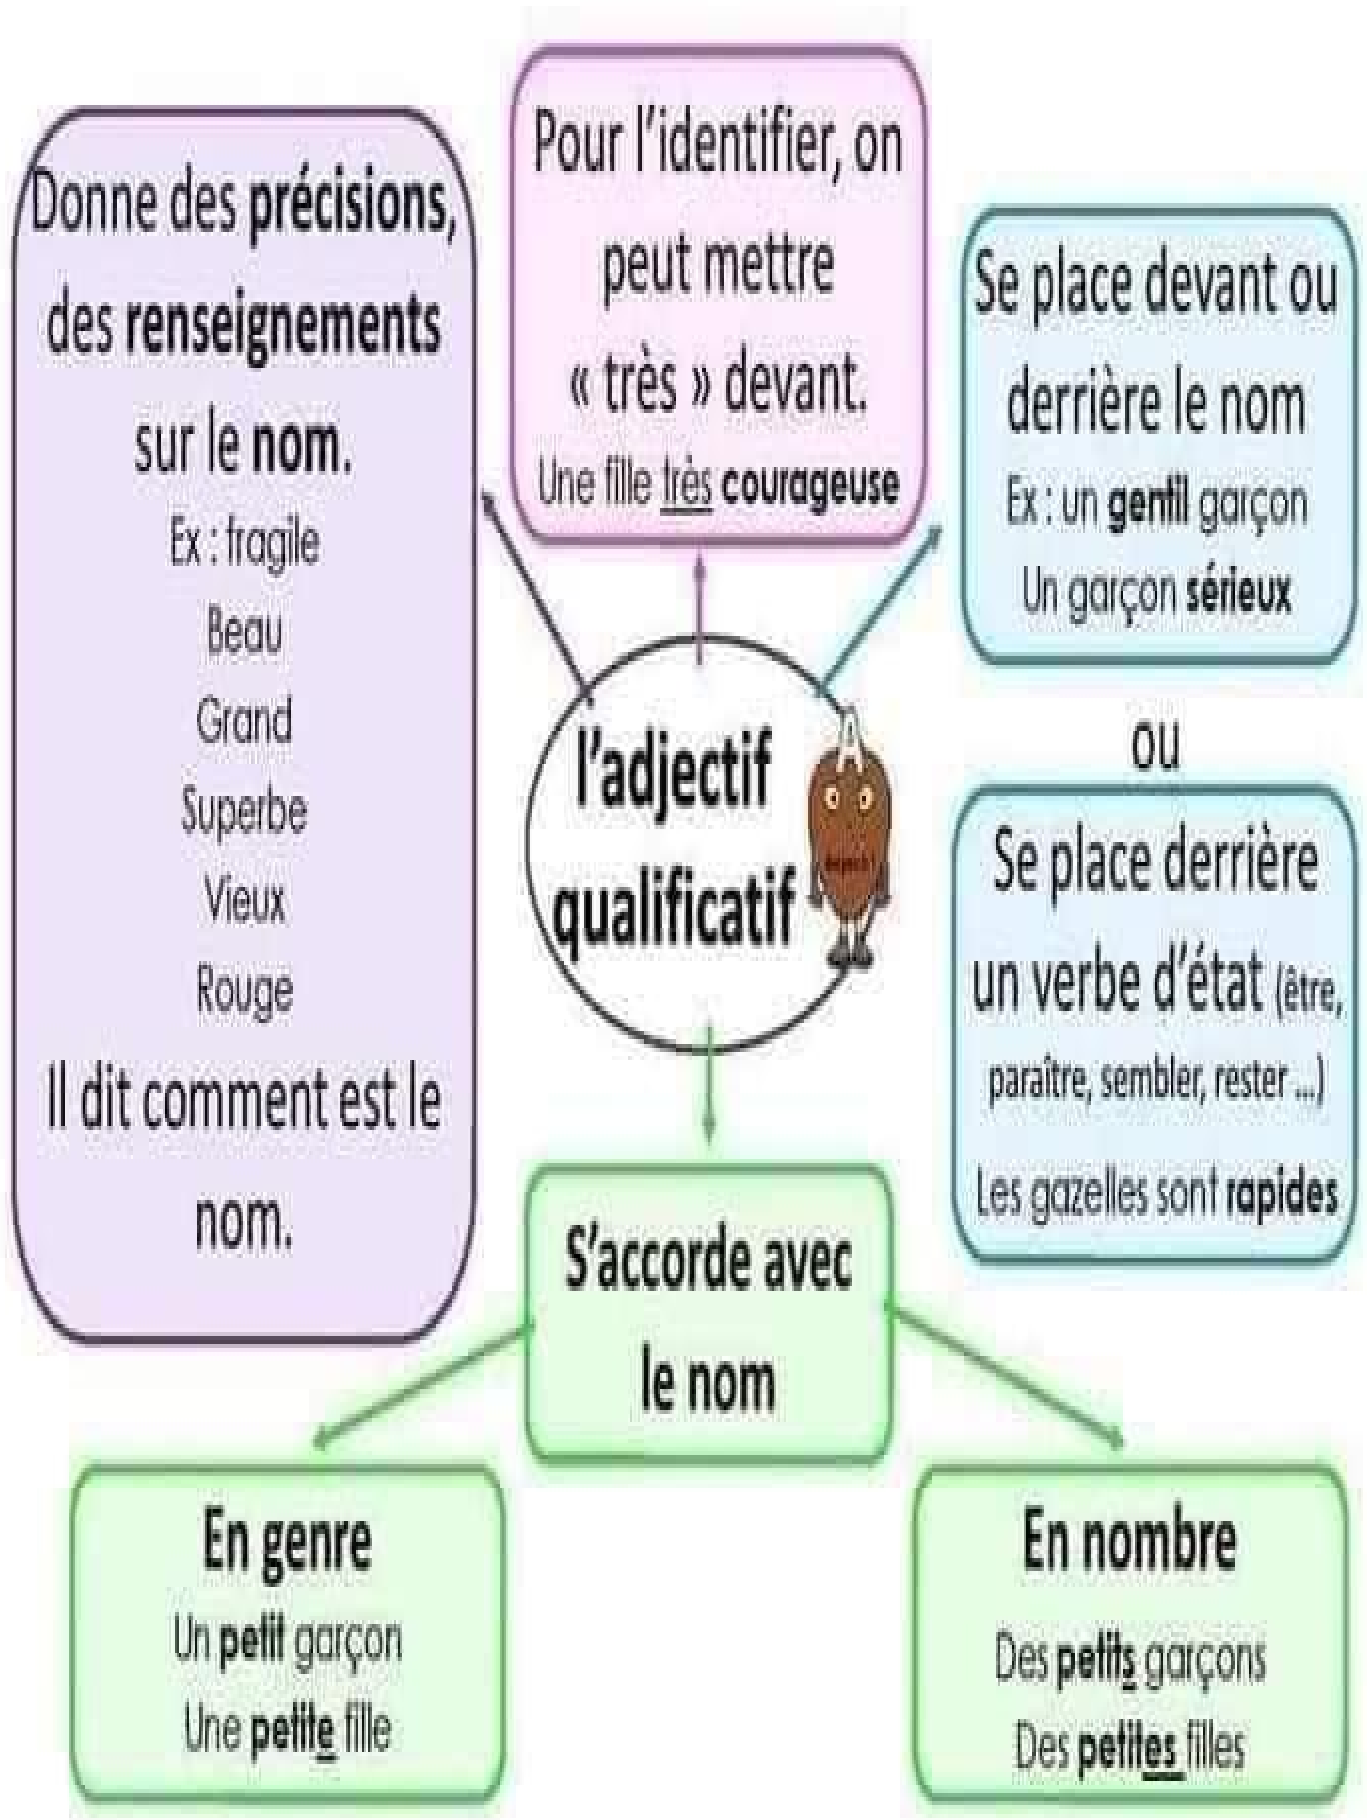 Donne des précisions,
des renseignements
sur le nom.
Ex : fragile
Beau
Grand
Superbe
Vieux
Rouge
Il dit comment est le
nom.
Pour l'identifier, on
peut mettre
« très » devant.
Une fille très courageuse
Se place devant ou
derrière le nom
Ex : un gentil garçon
Un garçon sérieux
ou
Se place derrière
un verbe d'état (être,
paraître, sembler, rester ...)
Les gazelles sont rapides
l'adjectif
qualificatif
A
S'accorde avec
le nom
En genre
Un petit garçon
Une petite fille
En nombre
Des petits garçons
Des petites filles